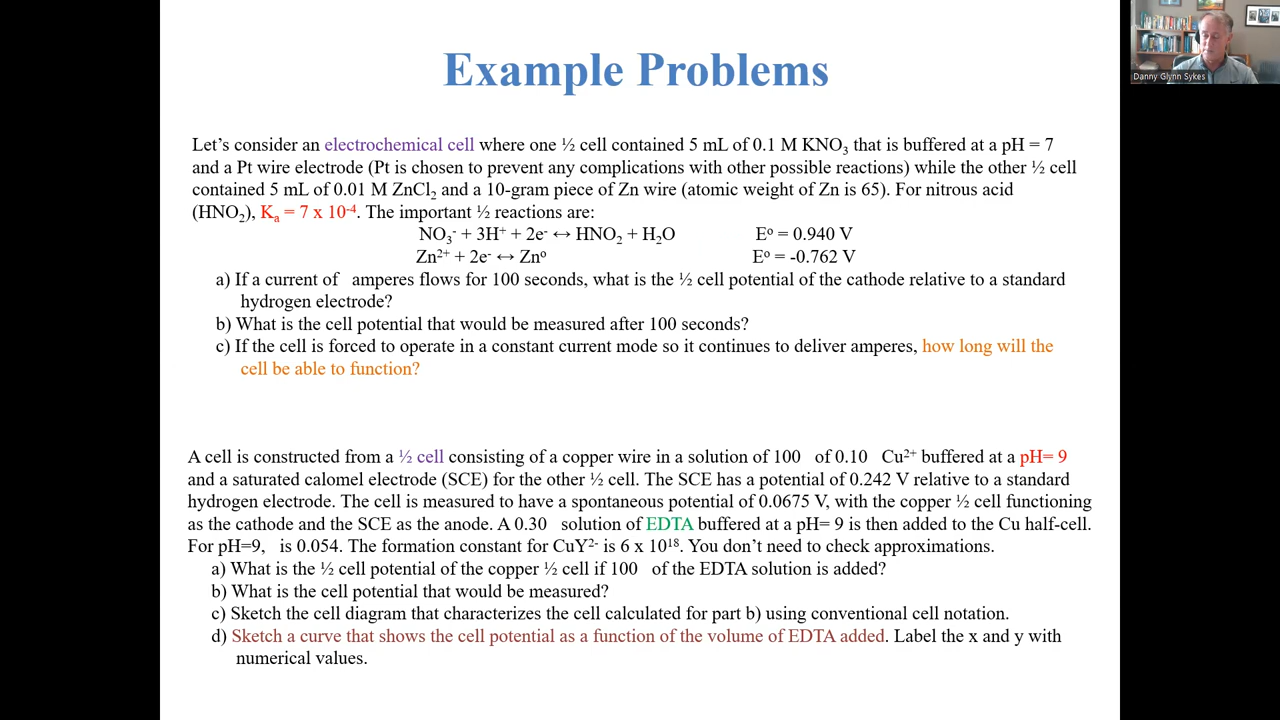 Example Problems
Danny Glynn Sykes
Let's consider an electrochemical cell where one ½ cell contained 5 mL of 0.1 M KNO₃ that is buffered at a pH = 7
and a Pt wire electrode (Pt is chosen to prevent any complications with other possible reactions) while the other ½ cell
contained 5 mL of 0.01 M ZnCl₂ and a 10-gram piece of Zn wire (atomic weight of Zn is 65). For nitrous acid
(HNO₂), Kₐ = 7 x 10⁻⁴. The important ½ reactions are:
NO₃⁻ + 3H⁺ + 2e⁻ ↔ HNO₂ + H₂O Eº = 0.940 V
Zn²⁺ + 2e⁻ ↔ Znº Eº = -0.762 V
a) If a current of amperes flows for 100 seconds, what is the ½ cell potential of the cathode relative to a standard
hydrogen electrode?
b) What is the cell potential that would be measured after 100 seconds?
c) If the cell is forced to operate in a constant current mode so it continues to deliver amperes, how long will the
cell be able to function?
A cell is constructed from a ½ cell consisting of a copper wire in a solution of 100 of 0.10 Cu²⁺ buffered at a pH= 9
and a saturated calomel electrode (SCE) for the other ½ cell. The SCE has a potential of 0.242 V relative to a standard
hydrogen electrode. The cell is measured to have a spontaneous potential of 0.0675 V, with the copper ½ cell functioning
as the cathode and the SCE as the anode. A 0.30 solution of EDTA buffered at a pH= 9 is then added to the Cu half-cell.
For pH=9, is 0.054. The formation constant for CuY²⁻ is 6 x 10¹⁸. You don't need to check approximations.
a) What is the ½ cell potential of the copper ½ cell if 100 of the EDTA solution is added?
b) What is the cell potential that would be measured?
c) Sketch the cell diagram that characterizes the cell calculated for part b) using conventional cell notation.
d) Sketch a curve that shows the cell potential as a function of the volume of EDTA added. Label the x and y with
numerical values.